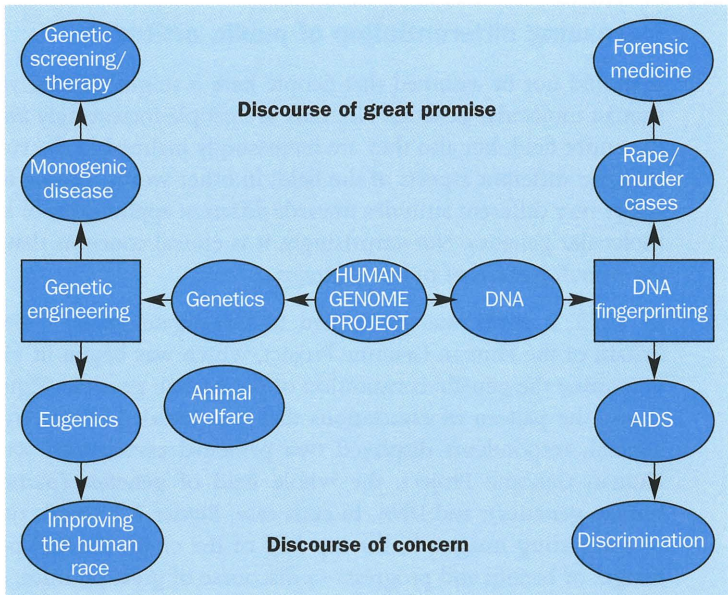 Genetic
screening/
therapy
Forensic
medicine
Discourse of great promise
Monogenic
disease
Rape/
murder
cases
Genetic
engineering
Genetics
HUMAN
GENOME
PROJECT
DNA
DNA
fingerprinting
Animal
welfare
Eugenics
AIDS
Improving
the human
race
Discourse of concern
Discrimination